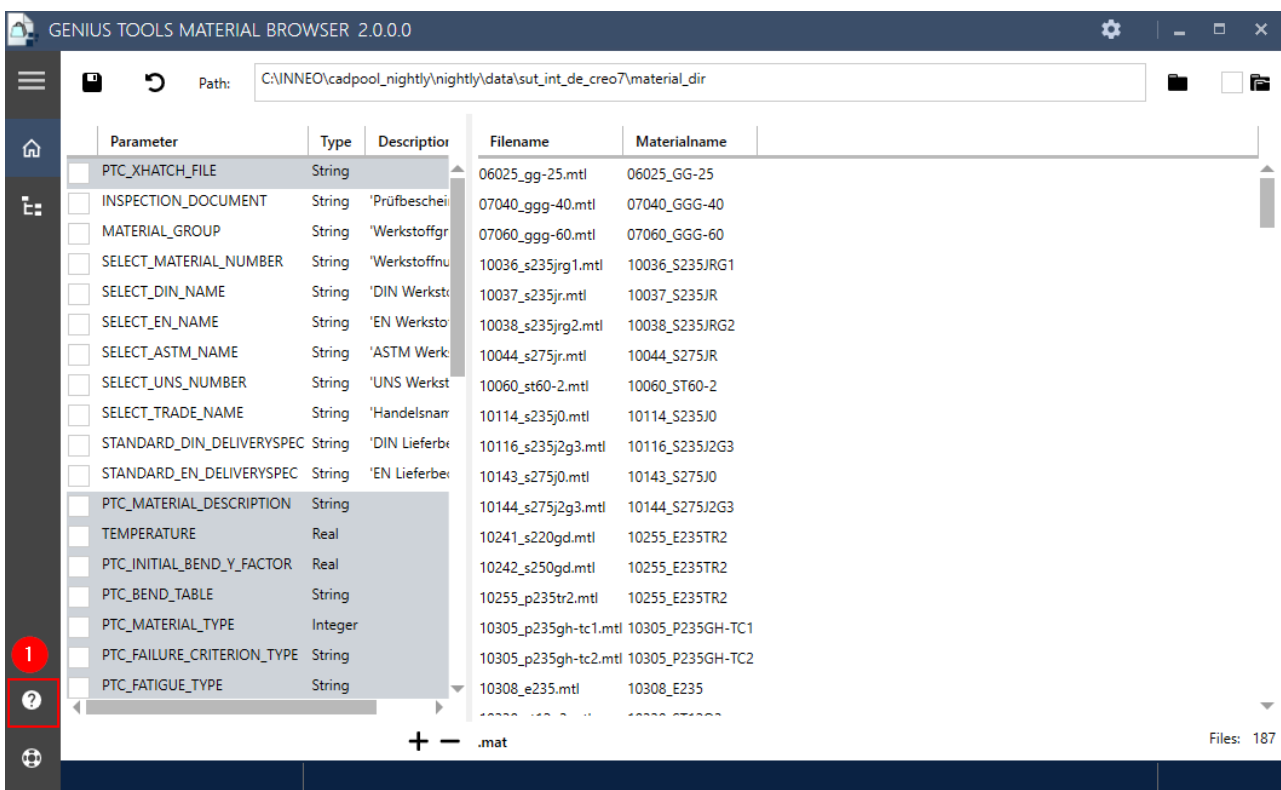 GENIUS TOOLS MATERIAL BROWSER 2.0.0.0
Path: C:\INNEO\cadpool_nightly\nightly\data\sut_int_de_creo7\material_dir
Parameter Type Description Filename Materialname
PTC_XHATCH_FILE String 06025_gg-25.mtl 06025_GG-25
INSPECTION_DOCUMENT String 'Prüfbeschei 07040_ggg-40.mtl 07040_GGG-40
MATERIAL_GROUP String 'Werkstoffgr 07060_ggg-60.mtl 07060_GGG-60
SELECT_MATERIAL_NUMBER String 'Werkstoffnu 10036_s235jrg1.mtl 10036_S235JRG1
SELECT_DIN_NAME String 'DIN Werksto 10037_s235jr.mtl 10037_S235JR
SELECT_EN_NAME String 'EN Werksto 10038_s235jrg2.mtl 10038_S235JRG2
SELECT_ASTM_NAME String 'ASTM Werk 10044_s275jr.mtl 10044_S275JR
SELECT_UNS_NUMBER String 'UNS Werkst 10060_st60-2.mtl 10060_ST60-2
SELECT_TRADE_NAME String 'Handelsnam 10114_s235j0.mtl 10114_S235J0
STANDARD_DIN_DELIVERYSPEC String 'DIN Lieferbe 10116_s235j2g3.mtl 10116_S235J2G3
STANDARD_EN_DELIVERYSPEC String 'EN Lieferbe 10143_s275j0.mtl 10143_S275J0
PTC_MATERIAL_DESCRIPTION String 10144_s275j2g3.mtl 10144_S275J2G3
TEMPERATURE Real 10241_s220gd.mtl 10255_E235TR2
PTC_INITIAL_BEND_Y_FACTOR Real 10242_s250gd.mtl 10255_E235TR2
PTC_BEND_TABLE String 10255_p235tr2.mtl 10255_E235TR2
PTC_MATERIAL_TYPE Integer 10305_p235gh-tc1.mtl 10305_P235GH-TC1
1 PTC_FAILURE_CRITERION_TYPE String 10305_p235gh-tc2.mtl 10305_P235GH-TC2
PTC_FATIGUE_TYPE String 10308_e235.mtl 10308_E235
.mat Files: 187